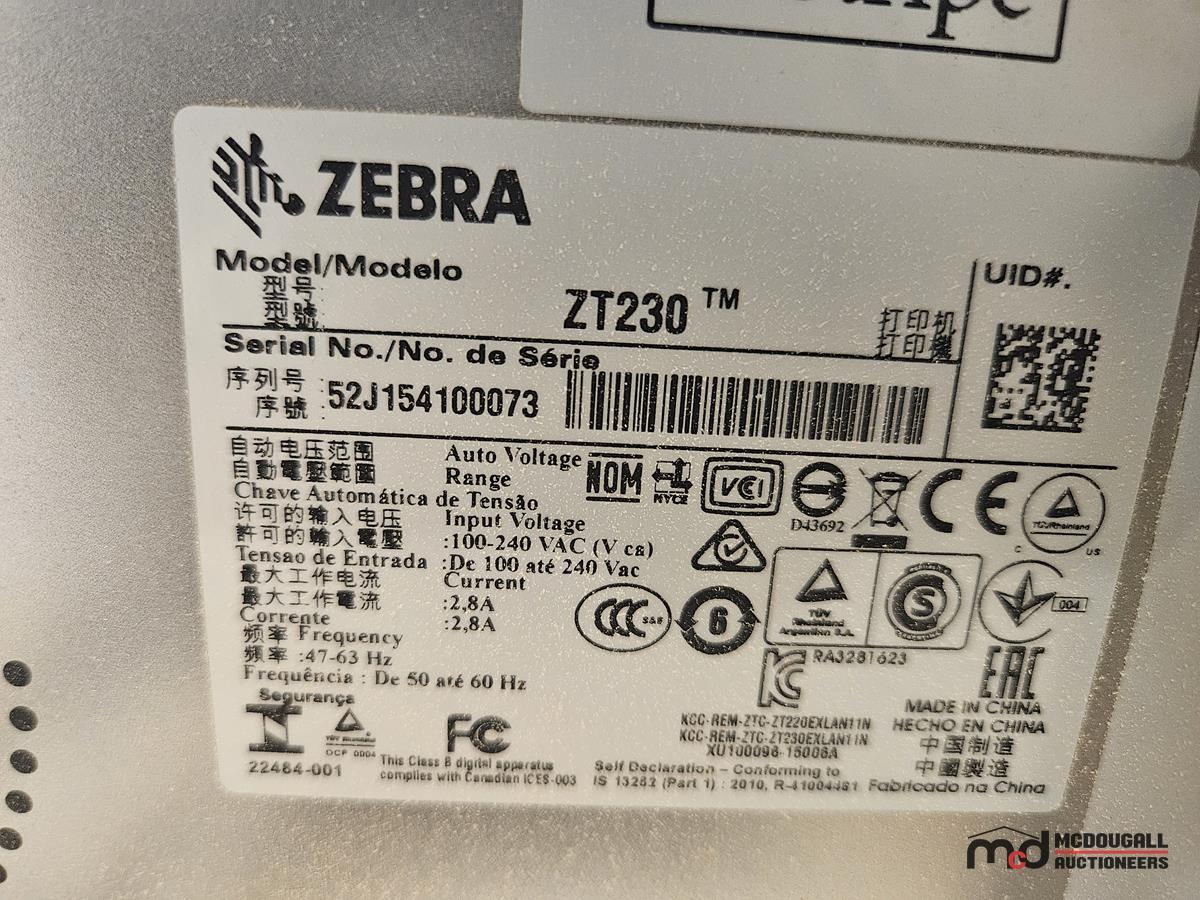 ZEBRA
Model/Modelo
型号
型號
:
ZT230™
打印机
打印機
UID#.
Serial No./No. de Série
序列号
序號
: 52J154100073
自动电压范围
自動電壓範圍
Auto Voltage
Range
Chave Automática de Tensão
许可的输入电压
許可的輸入電壓
Input Voltage
:100-240 VAC (V ca)
Tensao de Entrada :De 100 até 240 Vac
最大工作电流
最大工作電流
Current
:2,8A
Corrente :2,8A
频率 Frequency
頻率 :47-63 Hz
Frequência : De 50 até 60 Hz
NOM
NYCE
VCI
D43692
CE
TÜVRheinland
C US
CCC S&E
6
TÜV
Rheinland
Argentina S.A.
S
004
RA3281623
KC
EAC
KCC-REM-ZTC-ZT220EXLAN11N
KCC-REM-ZTC-ZT230EXLAN11N
XU100096-15006A
MADE IN CHINA
HECHO EN CHINA
中国制造
中國製造
Fabricado na China
Segurança
OCP 0004
22484-001
FC
This Class B digital apparatus
complies with Canadian ICES-003
Self Declaration – Conforming to
IS 13252 (Part 1) : 2010, R-41004481
mcd MCDOUGALL
AUCTIONEERS